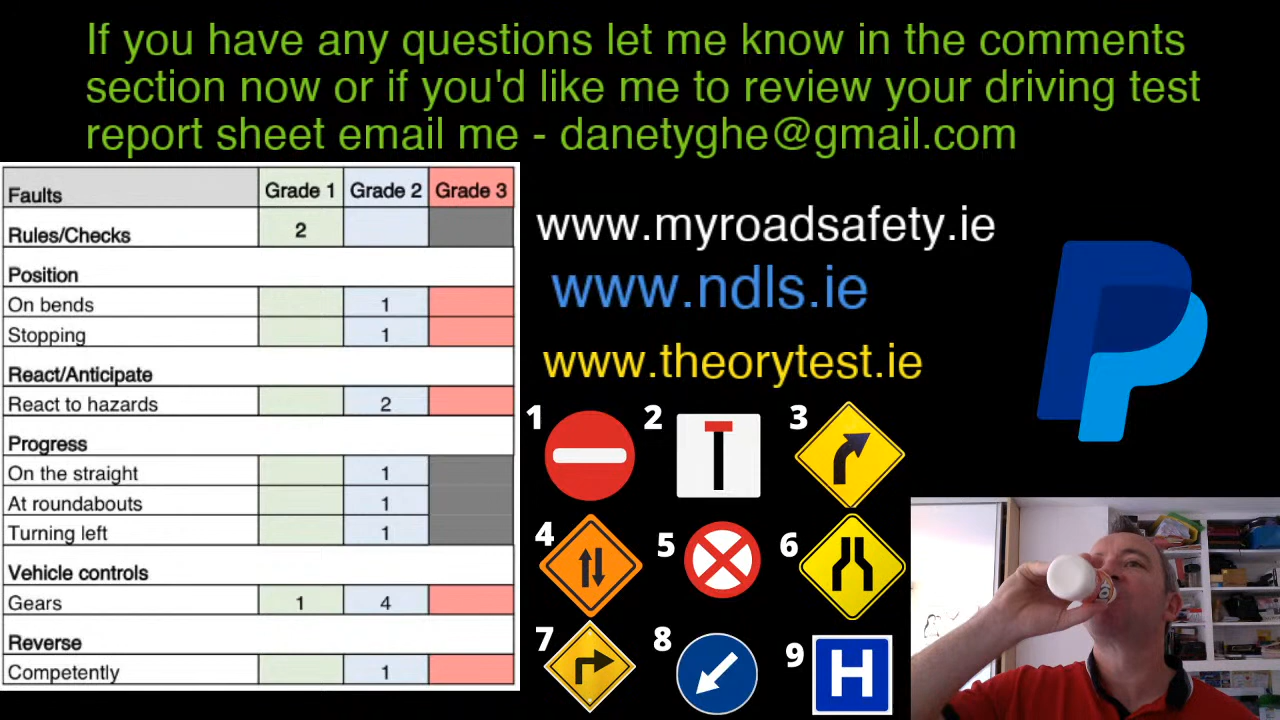 If you have any questions let me know in the comments
section now or if you'd like me to review your driving test
report sheet email me - danetyghe@gmail.com
Faults Grade 1 Grade 2 Grade 3
Rules/Checks 2
Position
On bends 1
Stopping 1
React/Anticipate
React to hazards 2
Progress
On the straight 1
At roundabouts 1
Turning left 1
Vehicle controls
Gears 1 4
Reverse
Competently 1
www.myroadsafety.ie
www.ndls.ie
www.theorytest.ie
1 2 3
4 5 6
7 8 9 H